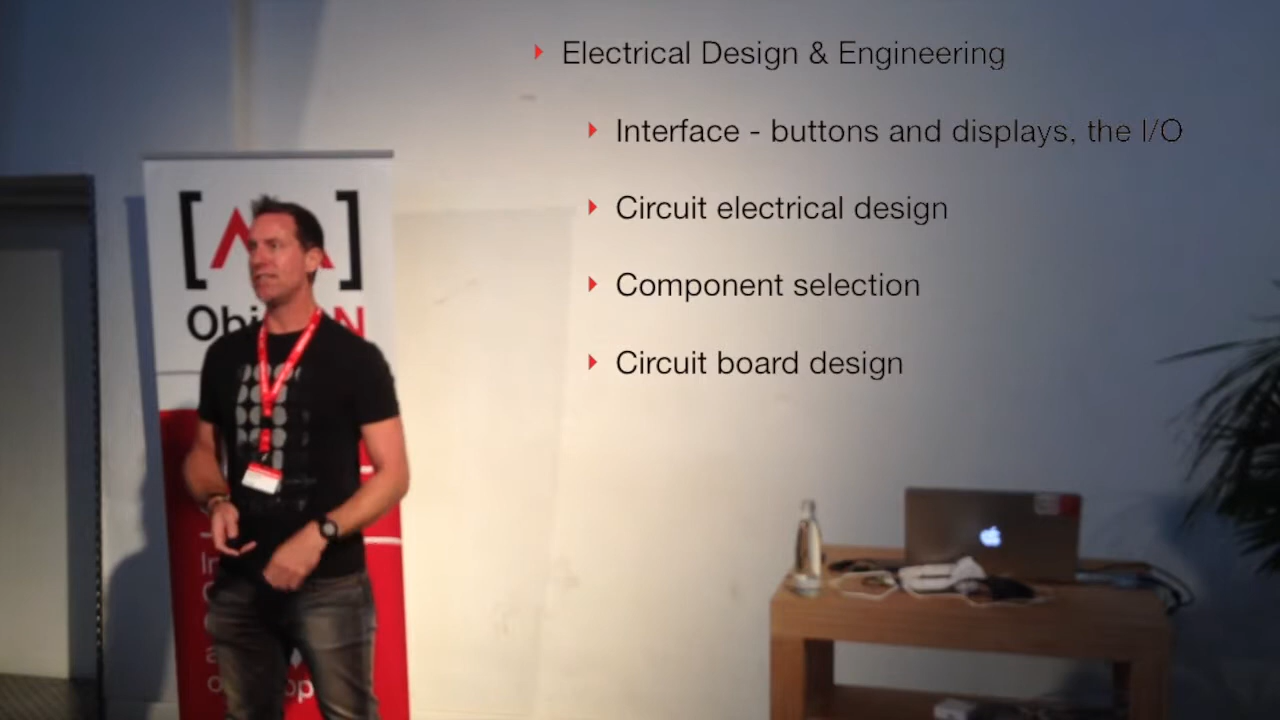 Electrical Design & Engineering
Interface - buttons and displays, the I/O
Circuit electrical design
Component selection
Circuit board design